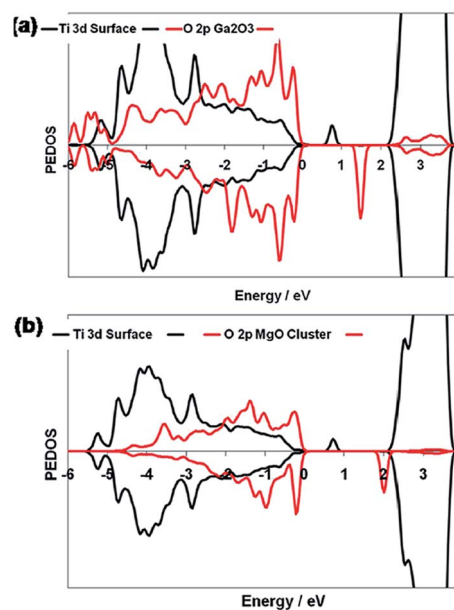 (a)
Ti 3d Surface O 2p Ga2O3
PEDOS
-6 -5 -4 -3 -2 -1 0 1 2 3
Energy / eV
(b)
Ti 3d Surface O 2p MgO Cluster
PEDOS
-6 -5 -4 -3 -2 -1 0 1 2 3
Energy / eV